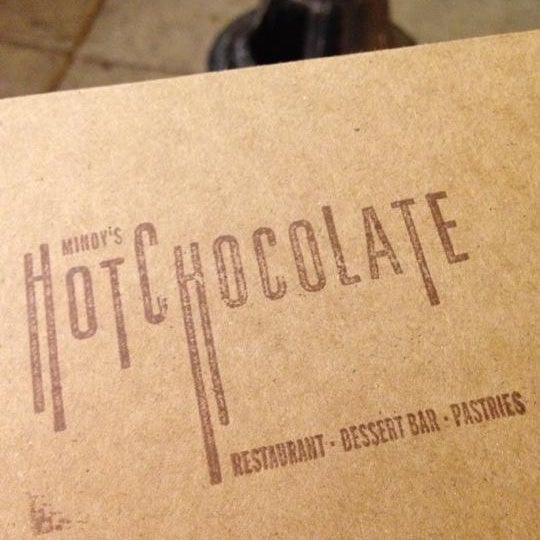 MINDY'S
HOTCHOCOLATE
RESTAURANT · DESSERT BAR · PASTRIES